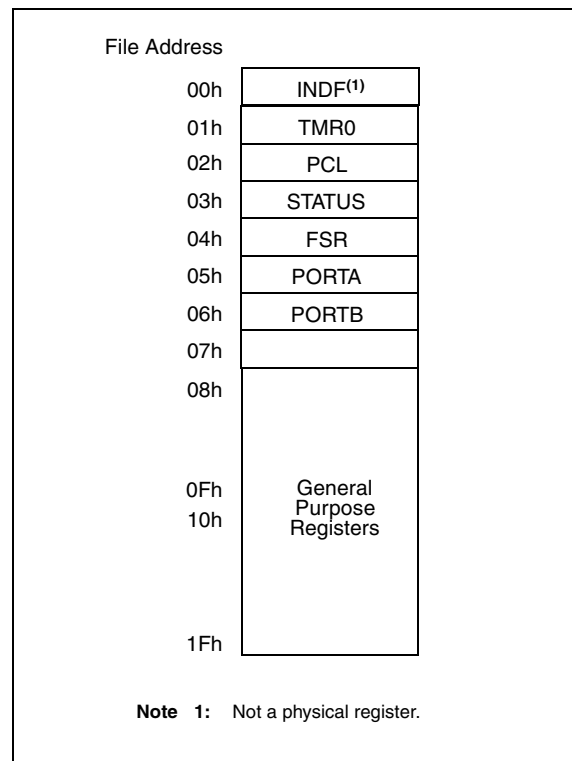 File Address
00h INDF(1)
01h TMR0
02h PCL
03h STATUS
04h FSR
05h PORTA
06h PORTB
07h
08h
0Fh General
Purpose
10h Registers
1Fh
Note 1: Not a physical register.